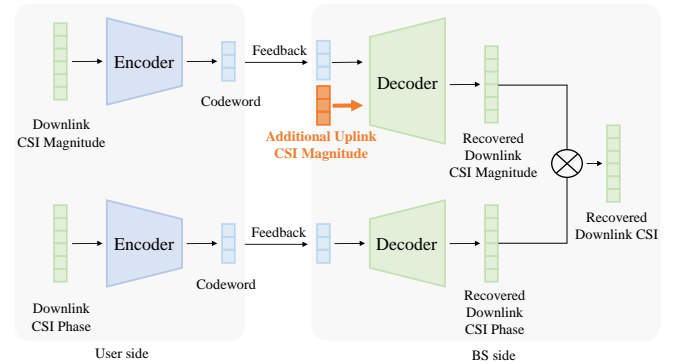 Encoder
Feedback
Decoder
Codeword
Downlink
CSI Magnitude
Additional Uplink
CSI Magnitude
Recovered
Downlink
CSI Magnitude
Recovered
Downlink CSI
Encoder
Feedback
Decoder
Codeword
Downlink
CSI Phase
Recovered
Downlink
CSI Phase
User side
BS side